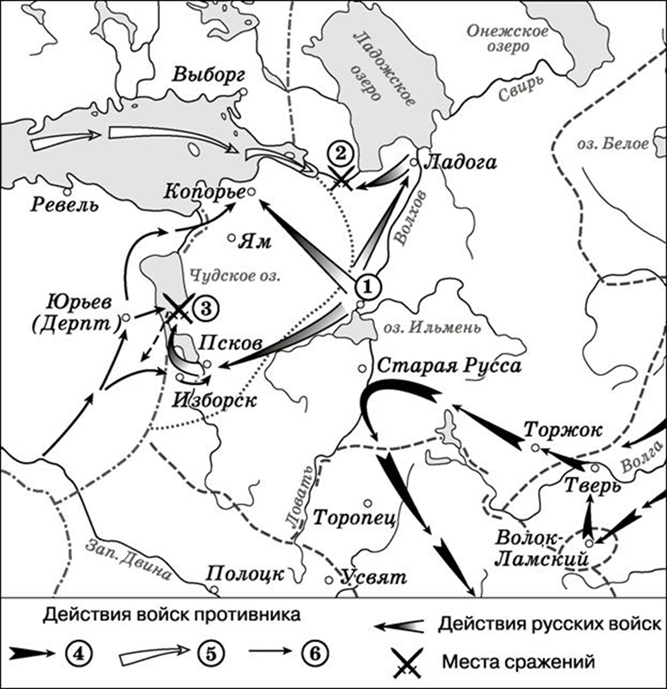 Онежское
озеро
Ладожское
озеро
Выборг
Свирь
оз. Белое
2
Ладога
Копорье
Ревель
Волхов
Ям
Чудское оз.
1
Юрьев
(Дерпт)
3
оз. Ильмень
Псков
Старая Русса
Изборск
Торжок
Волга
Тверь
Ловать
Торопец
Волок-
Ламский
Зап. Двина
Полоцк
Усвят
Действия войск противника
4
5
6
Действия русских войск
Места сражений